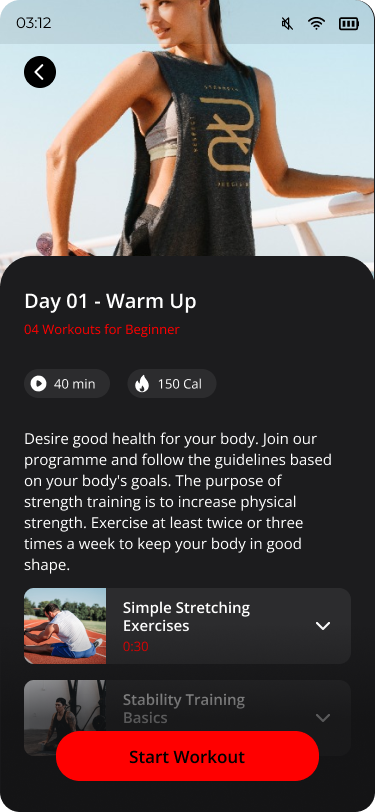 03:12
Day 01 - Warm Up
04 Workouts for Beginner
40 min
150 Cal
Desire good health for your body. Join our
programme and follow the guidelines based
on your body's goals. The purpose of
strength training is to increase physical
strength. Exercise at least twice or three
times a week to keep your body in good
shape.
Simple Stretching
Exercises
0:30
Stability Training
Basics
Start Workout